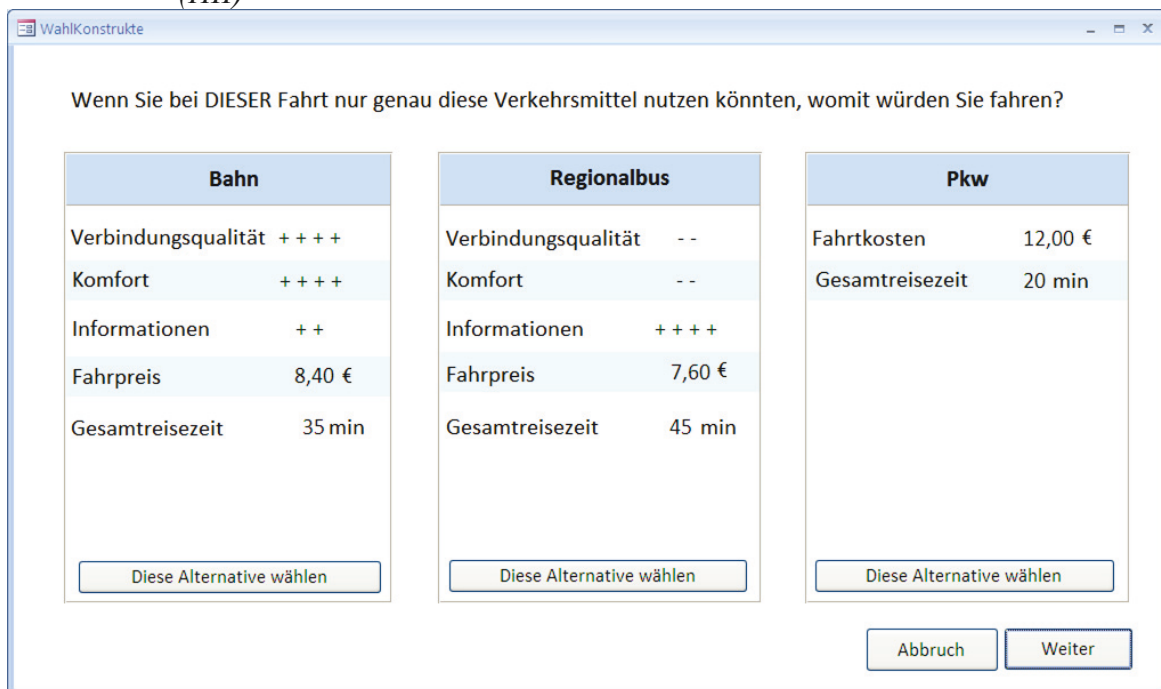 WahlKonstrukte
Wenn Sie bei DIESER Fahrt nur genau diese Verkehrsmittel nutzen könnten, womit würden Sie fahren?
Bahn
Verbindungsqualität + + + +
Komfort + + + +
Informationen + +
Fahrpreis 8,40 €
Gesamtreisezeit 35 min
Diese Alternative wählen
Regionalbus
Verbindungsqualität - -
Komfort - -
Informationen + + + +
Fahrpreis 7,60 €
Gesamtreisezeit 45 min
Diese Alternative wählen
Pkw
Fahrtkosten 12,00 €
Gesamtreisezeit 20 min
Diese Alternative wählen
Abbruch Weiter